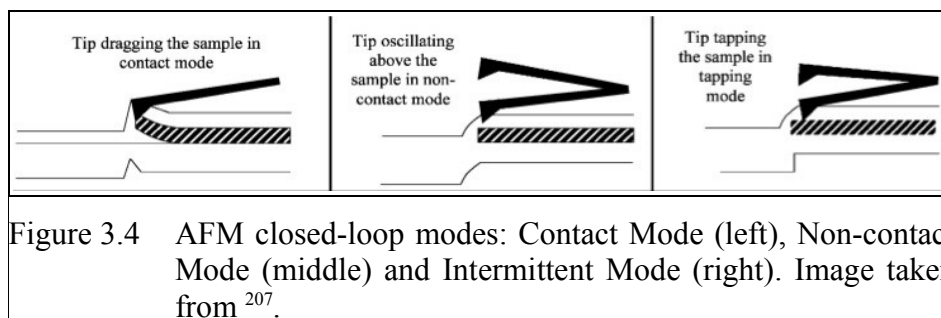 Tip dragging the sample in
contact mode
Tip oscillating
above the
sample in non-
contact mode
Tip tapping
the sample in
tapping
mode
Figure 3.4 AFM closed-loop modes: Contact Mode (left), Non-contac
Mode (middle) and Intermittent Mode (right). Image taken
from 207.